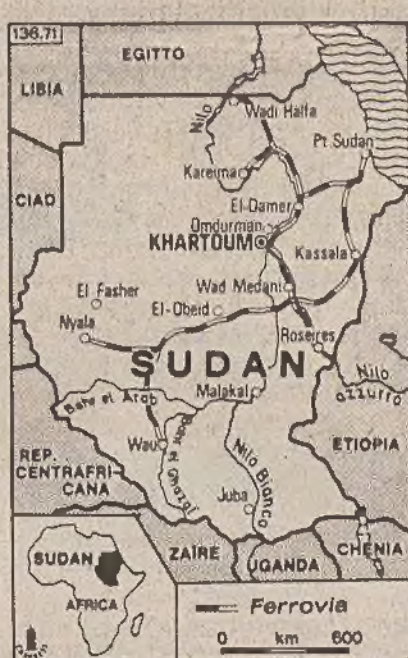 136.71
EGITTO
LIBIA
Nilo
Wadi Halfa
Pt Sudan
Kareima
CIAD
El-Damer
Omdurman
KHARTOUM
Kassala
El Fasher
Wad Medani
El-Obeid
Nyala
Roseires
SUDAN
Nilo
azzurro
Malakal
Bahr el Arab
Wau
Bahr el Ghazal
Nilo Bianco
ETIOPIA
REP.
CENTRAFRI-
CANA
Juba
ZAIRE
UGANDA
CHENIA
SUDAN
AFRICA
Ferrovia
0 km 600